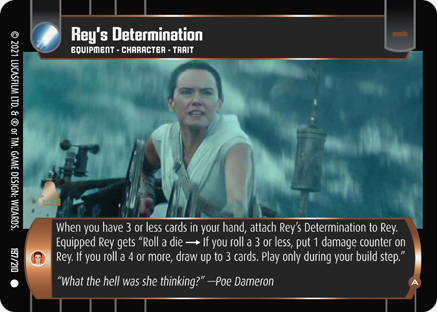 Rey's Determination
EQUIPMENT - CHARACTER - TRAIT
When you have 3 or less cards in your hand, attach Rey's Determination to Rey.
Equipped Rey gets "Roll a die → If you roll a 3 or less, put 1 damage counter on
Rey. If you roll a 4 or more, draw up to 3 cards. Play only during your build step."
"What the hell was she thinking?" —Poe Dameron
A
© 2021 LUCASFILM LTD. & ® or TM. GAME DESIGN: WIZARDS.